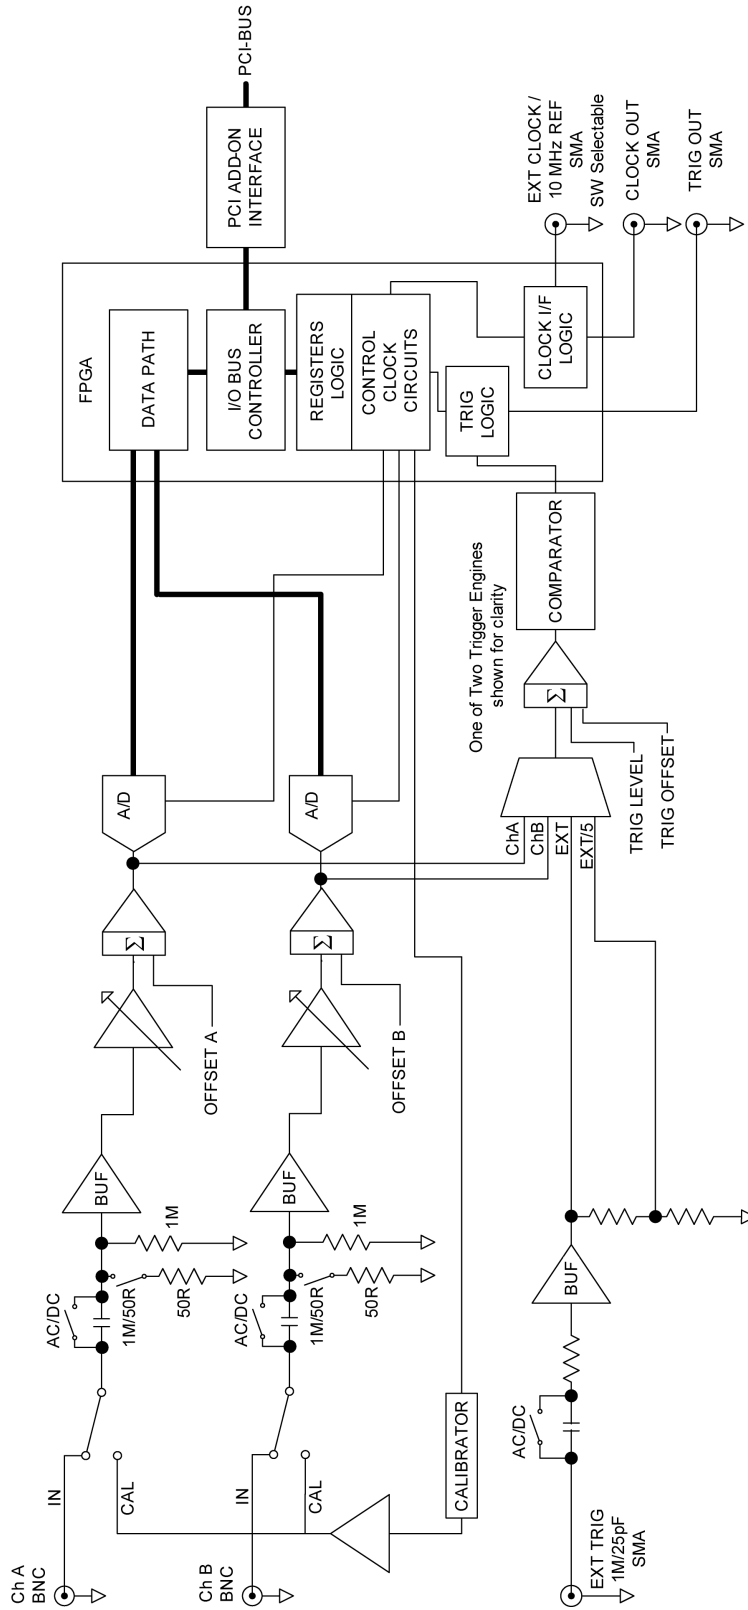 Ch A
BNC
IN
CAL
AC/DC
1M/50R
50R
1M
BUF
OFFSET A
Σ
A/D
FPGA
DATA PATH
I/O BUS
CONTROLLER
PCI ADD-ON
INTERFACE
PCI-BUS
REGISTERS
LOGIC
CONTROL
CLOCK
CIRCUITS
Ch B
BNC
IN
CAL
AC/DC
1M/50R
50R
1M
BUF
OFFSET B
Σ
A/D
CALIBRATOR
TRIG
LOGIC
CLOCK I/F
LOGIC
EXT CLOCK /
10 MHz REF
SMA
SW Selectable
CLOCK OUT
SMA
TRIG OUT
SMA
One of Two Trigger Engines
shown for clarity
ChA
ChB
EXT
EXT/5
Σ
COMPARATOR
TRIG LEVEL
TRIG OFFSET
EXT TRIG
1M/25pF
SMA
AC/DC
BUF